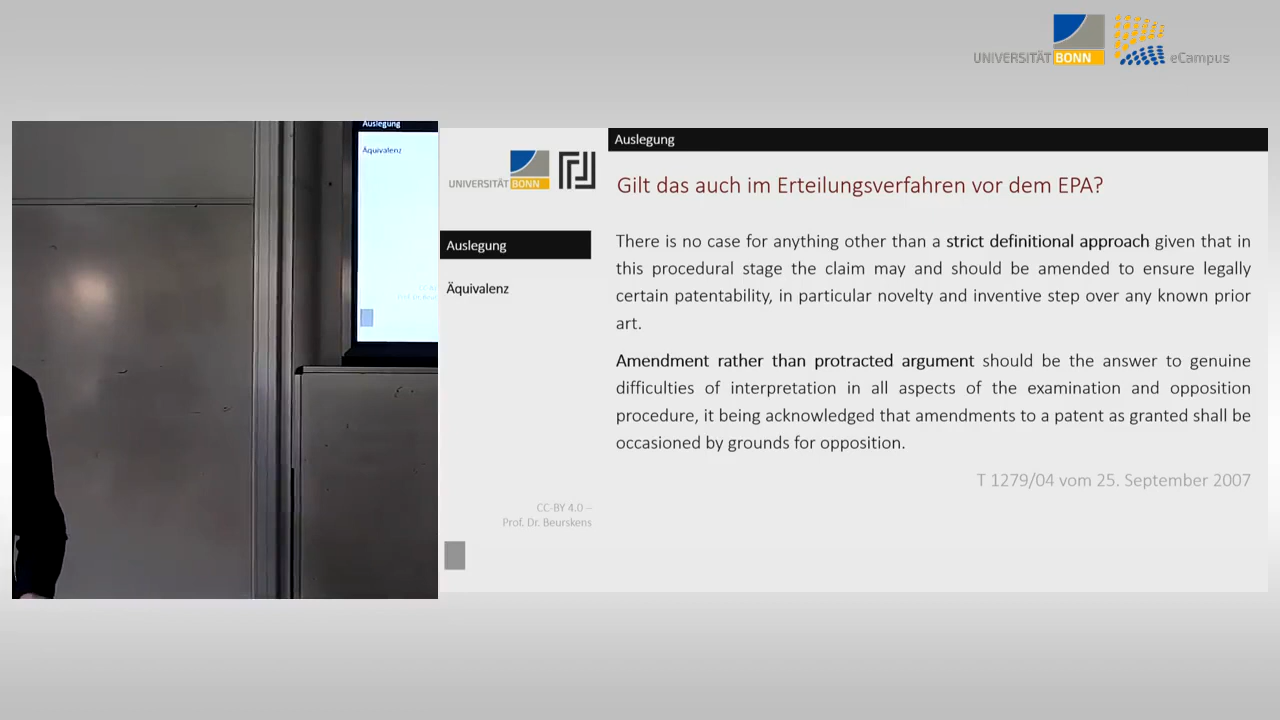 UNIVERSITÄT BONN
eCampus
Auslegung
Äquivalenz
UNIVERSITÄT BONN
Auslegung
Äquivalenz
CC-BY 4.0 –
Prof. Dr. Beurskens
Auslegung
Gilt das auch im Erteilungsverfahren vor dem EPA?
There is no case for anything other than a strict definitional approach given that in
this procedural stage the claim may and should be amended to ensure legally
certain patentability, in particular novelty and inventive step over any known prior
art.
Amendment rather than protracted argument should be the answer to genuine
difficulties of interpretation in all aspects of the examination and opposition
procedure, it being acknowledged that amendments to a patent as granted shall be
occasioned by grounds for opposition.
T 1279/04 vom 25. September 2007